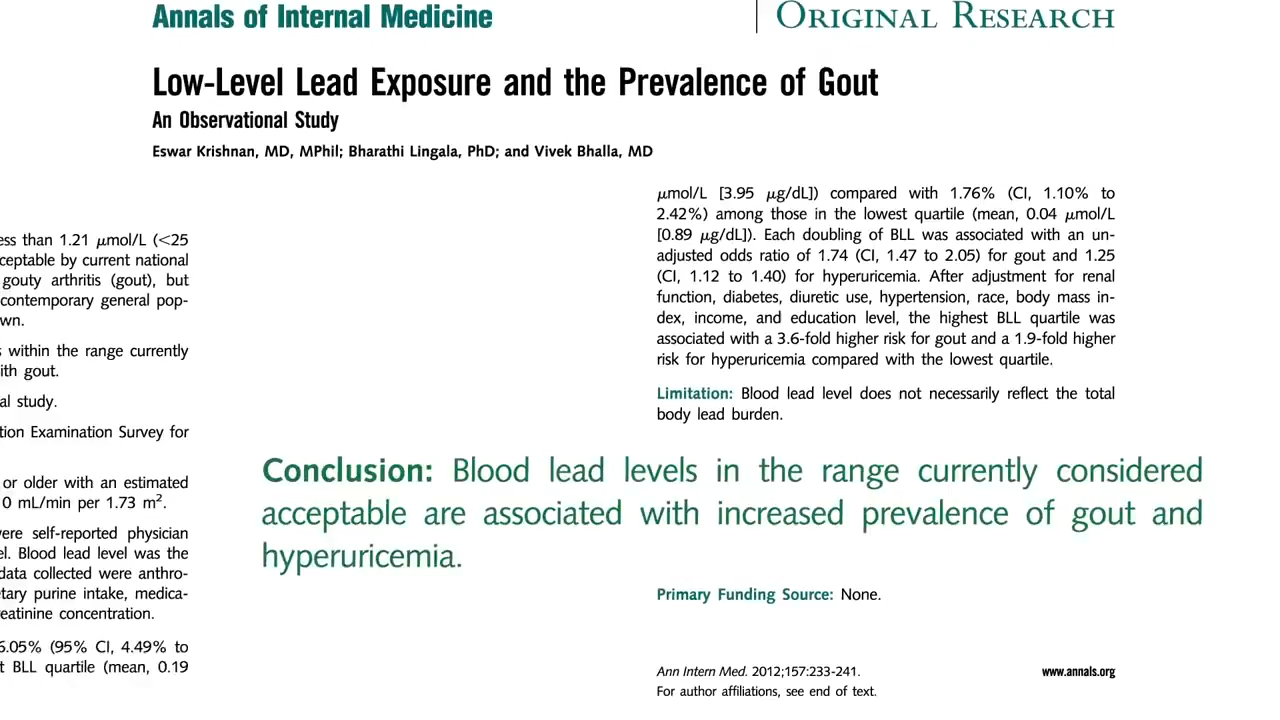 Annals of Internal Medicine
ORIGINAL RESEARCH
Low-Level Lead Exposure and the Prevalence of Gout
An Observational Study
Eswar Krishnan, MD, MPhil; Bharathi Lingala, PhD; and Vivek Bhalla, MD
ess than 1.21 μmol/L (<25
ceptable by current national
gouty arthritis (gout), but
contemporary general pop-
wn.
s within the range currently
ith gout.
al study.
tion Examination Survey for
or older with an estimated
0 mL/min per 1.73 m².
vere self-reported physician
el. Blood lead level was the
data collected were anthro-
etary purine intake, medica-
reatinine concentration.
6.05% (95% CI, 4.49% to
t BLL quartile (mean, 0.19
μmol/L [3.95 μg/dL]) compared with 1.76% (CI, 1.10% to
2.42%) among those in the lowest quartile (mean, 0.04 μmol/L
[0.89 μg/dL]). Each doubling of BLL was associated with an un-
adjusted odds ratio of 1.74 (CI, 1.47 to 2.05) for gout and 1.25
(CI, 1.12 to 1.40) for hyperuricemia. After adjustment for renal
function, diabetes, diuretic use, hypertension, race, body mass in-
dex, income, and education level, the highest BLL quartile was
associated with a 3.6-fold higher risk for gout and a 1.9-fold higher
risk for hyperuricemia compared with the lowest quartile.
Limitation: Blood lead level does not necessarily reflect the total
body lead burden.
Conclusion: Blood lead levels in the range currently considered
acceptable are associated with increased prevalence of gout and
hyperuricemia.
Primary Funding Source: None.
Ann Intern Med. 2012;157:233-241.
www.annals.org
For author affiliations, see end of text.